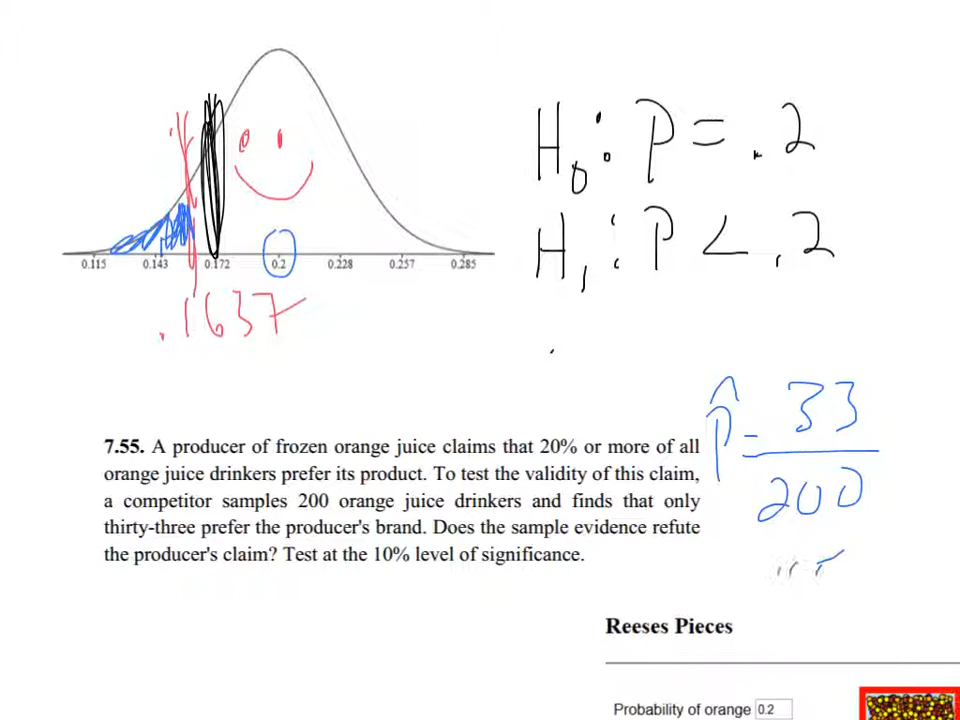 0.115 0.143 0.172 0.2 0.228 0.257 0.285
.1637
H₀: P = .2
H₁: P < .2
p̂ = 33
200
7.55. A producer of frozen orange juice claims that 20% or more of all
orange juice drinkers prefer its product. To test the validity of this claim,
a competitor samples 200 orange juice drinkers and finds that only
thirty-three prefer the producer's brand. Does the sample evidence refute
the producer's claim? Test at the 10% level of significance.
Reeses Pieces
Probability of orange 0.2